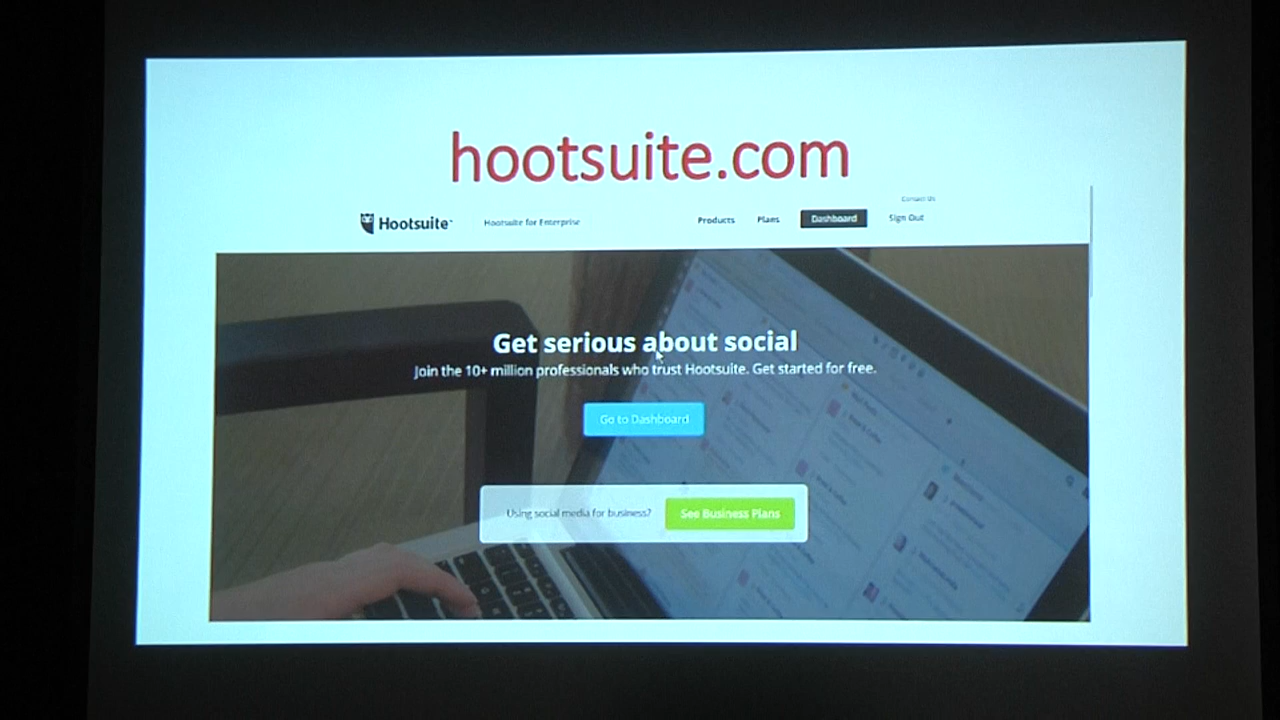 hootsuite.com
Contact Us
Hootsuite™ Hootsuite for Enterprise Products Plans Dashboard Sign Out
Get serious about social
Join the 10+ million professionals who trust Hootsuite. Get started for free.
Go to Dashboard
Using social media for business? See Business Plans